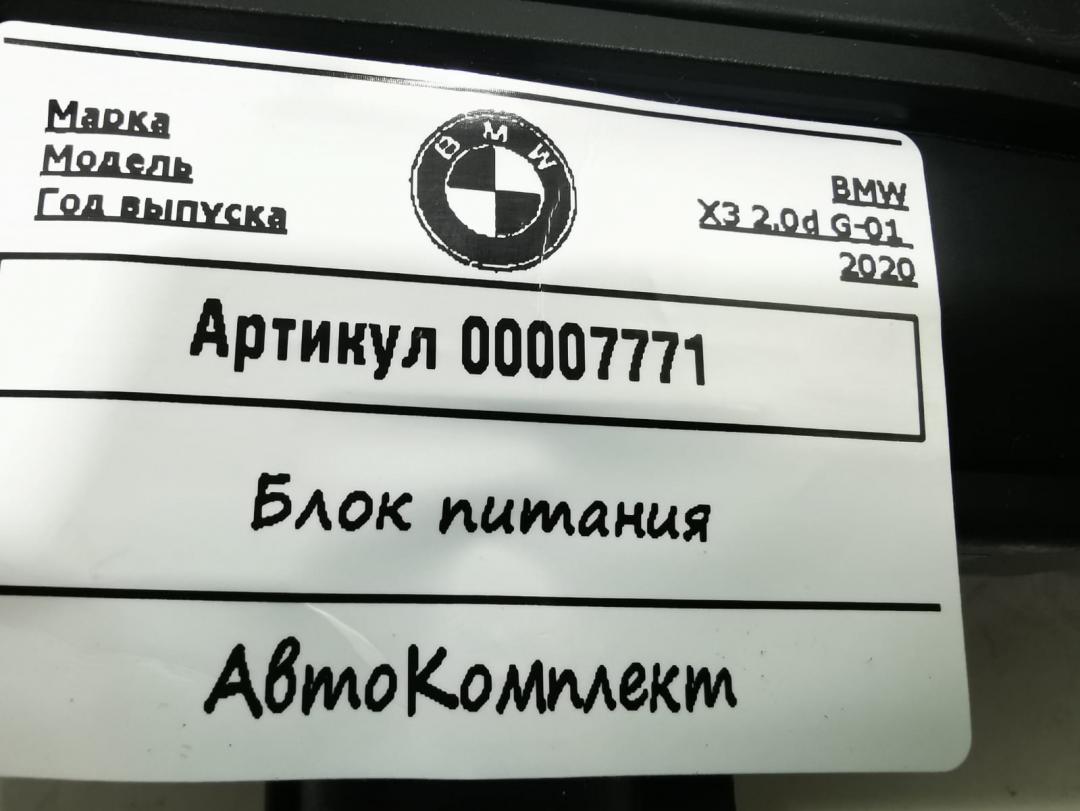 Марка
Модель
Год выпуска
BMW
BMW
X3 2.0d G-01
2020
Артикул 00007771
Блок питания
АвтоКомплект